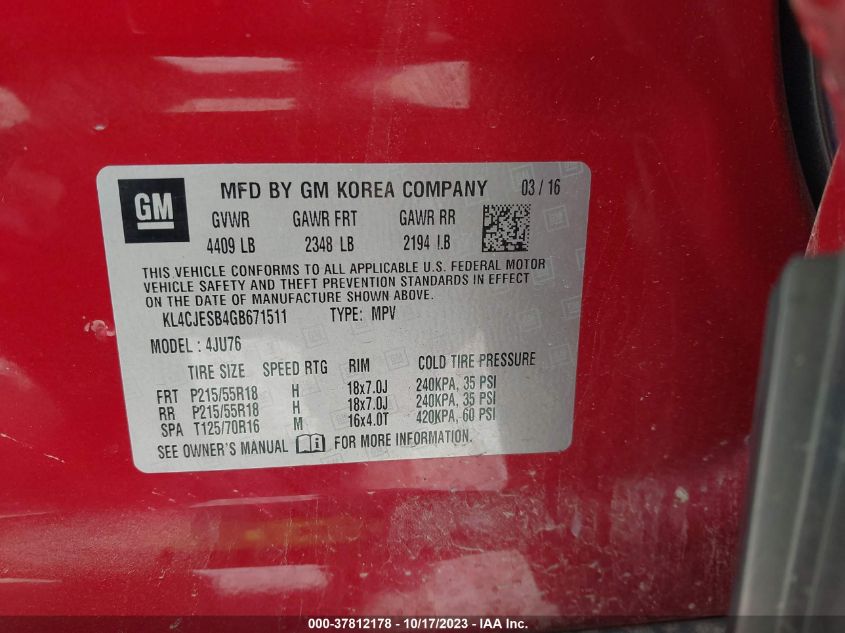 GM
MFD BY GM KOREA COMPANY 03 / 16
GVWR GAWR FRT GAWR RR
4409 LB 2348 LB 2194 LB
THIS VEHICLE CONFORMS TO ALL APPLICABLE U.S. FEDERAL MOTOR
VEHICLE SAFETY AND THEFT PREVENTION STANDARDS IN EFFECT
ON THE DATE OF MANUFACTURE SHOWN ABOVE.
KL4CJESB4GB671511 TYPE: MPV
MODEL: 4JU76
TIRE SIZE SPEED RTG RIM COLD TIRE PRESSURE
FRT P215/55R18 H 18x7.0J 240KPA, 35 PSI
RR P215/55R18 H 18x7.0J 240KPA, 35 PSI
SPA T125/70R16 M 16x4.0T 420KPA, 60 PSI
SEE OWNER'S MANUAL FOR MORE INFORMATION.
000-37812178 - 10/17/2023 - IAAI.COM